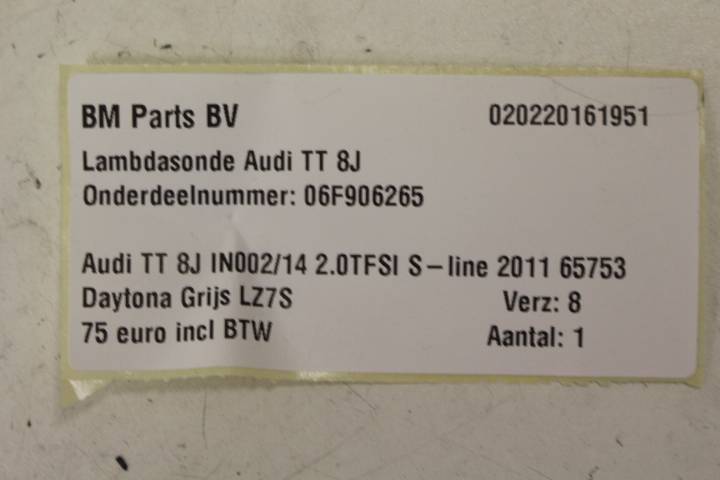 BM Parts BV 020220161951
Lambdasonde Audi TT 8J
Onderdeelnummer: 06F906265
Audi TT 8J IN002/14 2.0TFSI S-line 2011 65753
Daytona Grijs LZ7S Verz: 8
75 euro incl BTW Aantal: 1